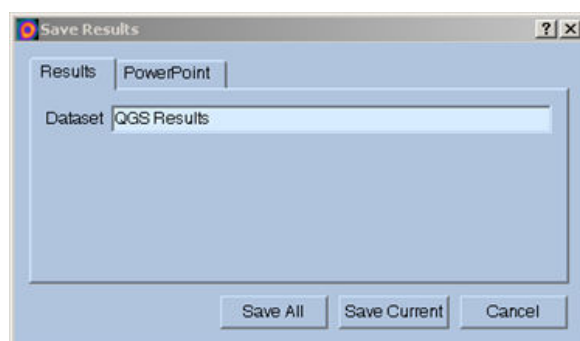 Save Results
Results PowerPoint
Dataset QGS Results
Save All Save Current Cancel